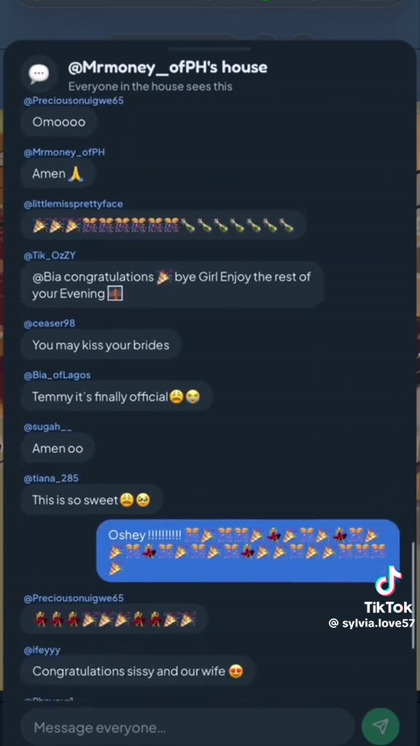 @Mrmoney_ofPH's house
Everyone in the house sees this
@Preciousonuigwe65
Omoooo
@Mrmoney_ofPH
Amen 🙏
@littlemissprettyface
🎉🎉🎉🎊🎊🎊🎊🎊🎊🍾🍾🍾🍾🍾🍾🍾
@Tik_OzZY
@Bia congratulations 🎉 bye Girl Enjoy the rest of
your Evening
@ceaser98
You may kiss your brides
@Bia_ofLagos
Temmy it's finally official😩😭
@sugah__
Amen oo
@tiana_285
This is so sweet😩🥹
Oshey !!!!!!!!!!
@Preciousonuigwe65
💃💃💃🎉🎉🎉💃💃🎉🎉
@ifeyyy
Congratulations sissy and our wife 😍
Message everyone...
TikTok
@ sylvia.love57